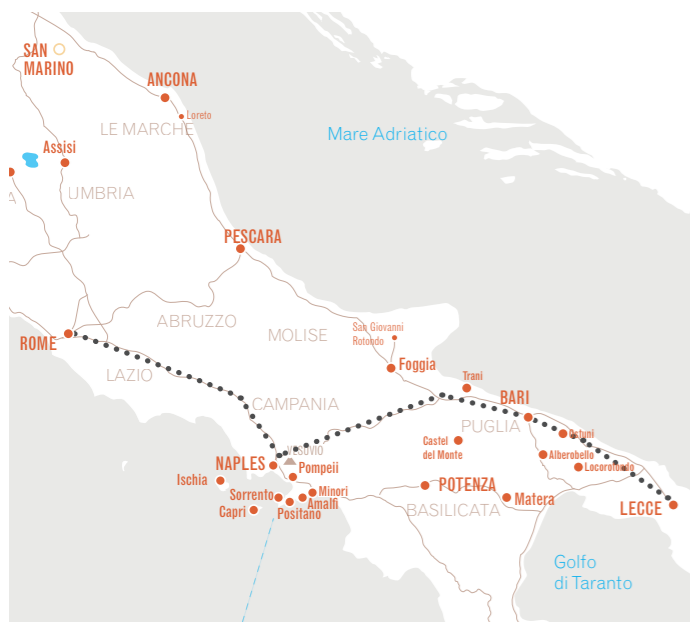 SAN
MARINO
ANCONA
Loreto
LE MARCHE
Mare Adriatico
Assisi
A
UMBRIA
PESCARA
ABRUZZO
MOLISE
San Giovanni
Rotondo
ROME
Foggia
LAZIO
Trani
CAMPANIA
BARI
PUGLIA
Ostuni
Castel
del Monte
VESUVIO
Alberobello
NAPLES
Locorotondo
Pompeii
Ischia
POTENZA
Minori
Sorrento
Amalfi
Matera
Capri
Positano
BASILICATA
LECCE
Golfo
di Taranto